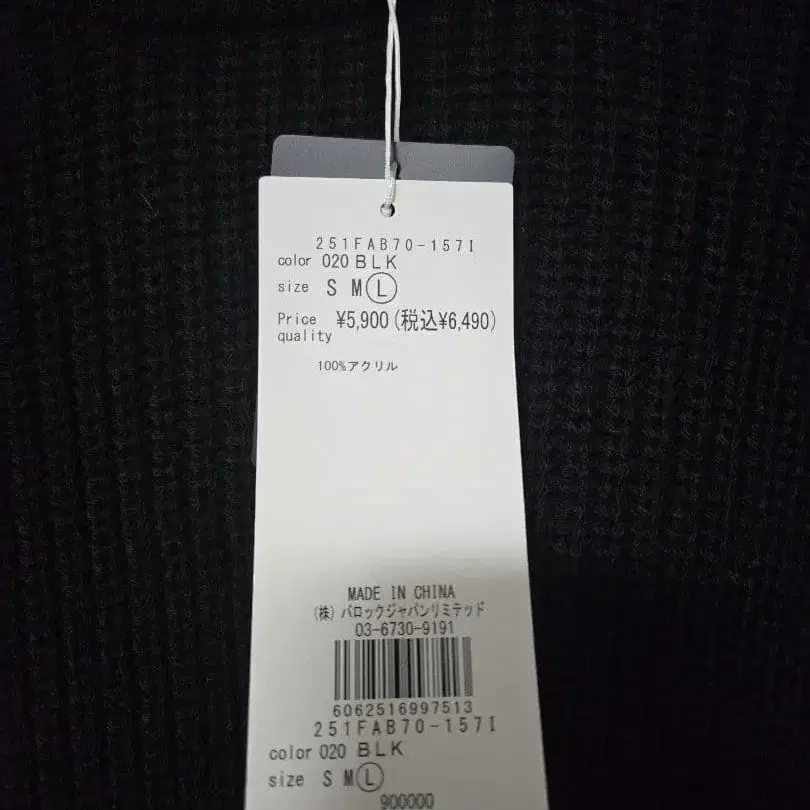 251FAB70-157I
color 020 BLK
size S M L
Price ¥5,900(税込¥6,490)
quality
100%アクリル
MADE IN CHINA
(株)バロックジャパンリミテッド
03-6730-9191
6062516997513
251FAB70-157I
color 020 BLK
size S M L
900000